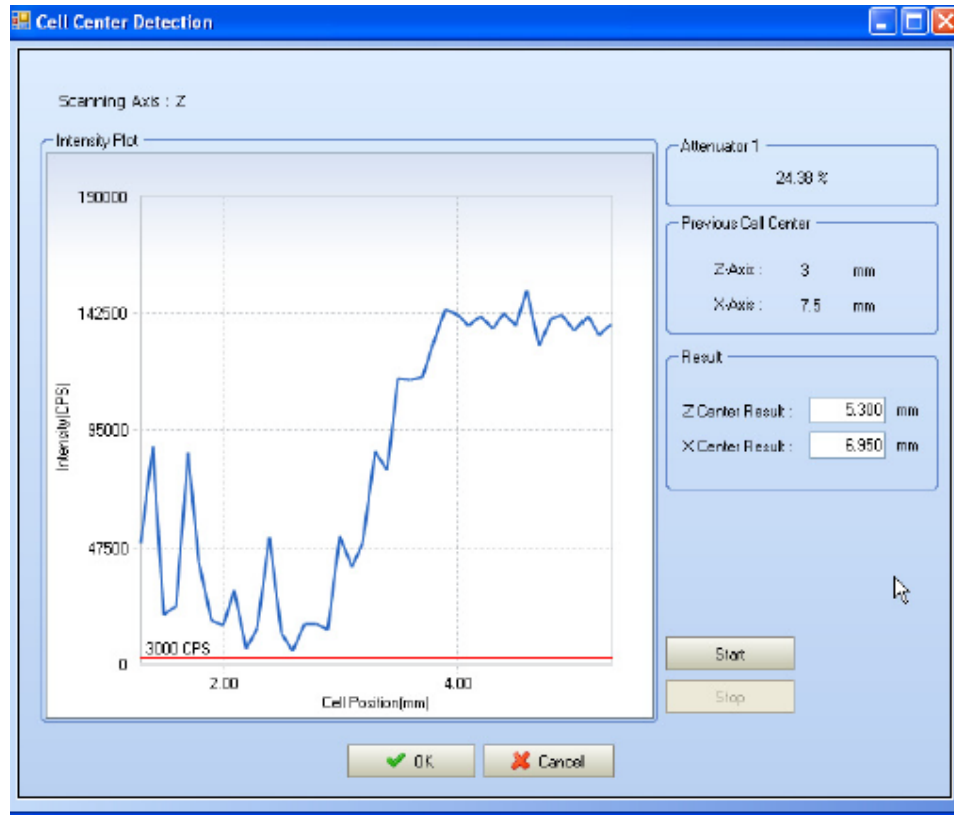 Cell Center Detection
Scanning Axis : Z
Intensity Plot
190000
142500
95000
47500
0
Intensity(CPS)
3000 CPS
2.00
4.00
Cell Position(mm)
Attenuator 1
24.38 %
Previous Cell Center
Z-Axis : 3 mm
X-Axis : 7.5 mm
Result
Z Center Result : 5.300 mm
X Center Result : 6.950 mm
Start
Stop
OK
Cancel